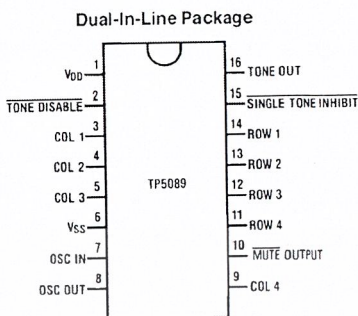 Dual-In-Line Package
VDD 1
TONE DISABLE 2
COL 1 3
COL 2 4
COL 3 5
VSS 6
OSC IN 7
OSC OUT 8
TP5089
16 TONE OUT
15 SINGLE TONE INHIBIT
14 ROW 1
13 ROW 2
12 ROW 3
11 ROW 4
10 MUTE OUTPUT
9 COL 4